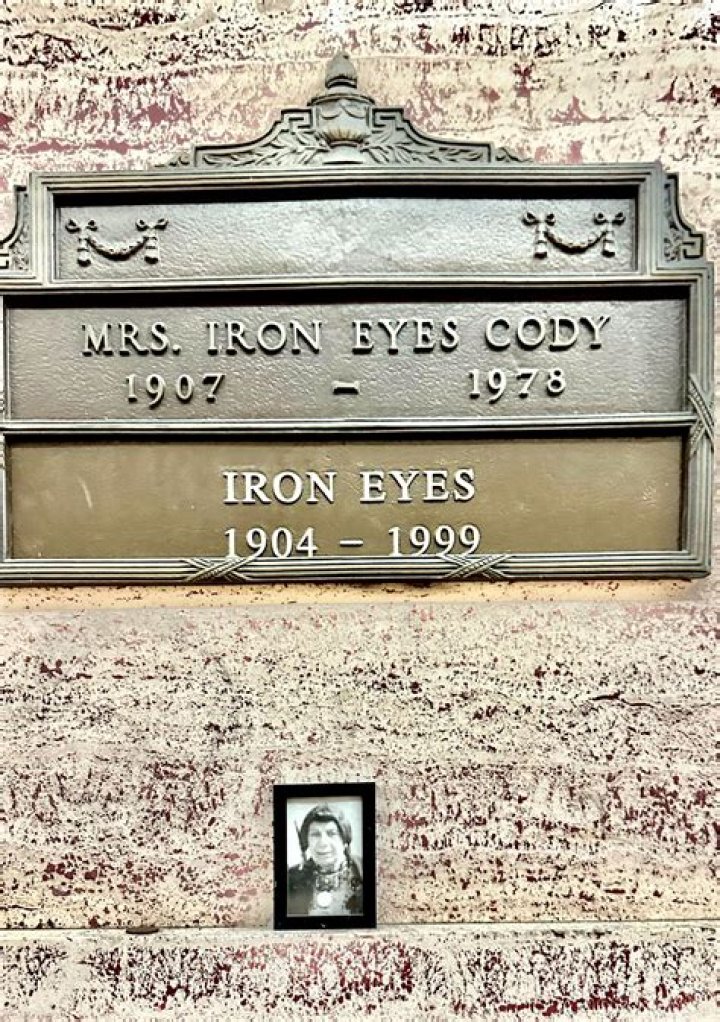 MRS. IRON EYES CODY
1907 – 1978
IRON EYES
1904 – 1999